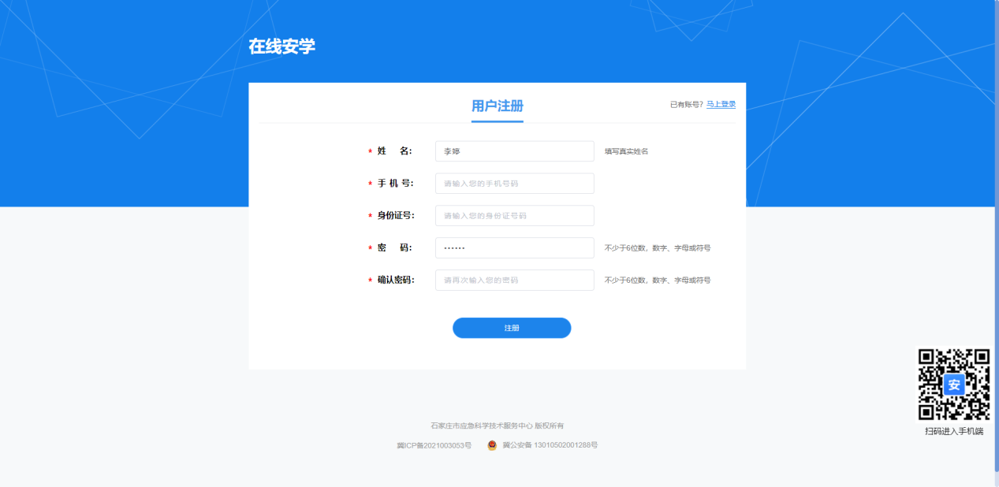 在线安学
用户注册
已有账号? 马上登录
* 姓 名: 李婷 填写真实姓名
* 手 机 号: 请输入您的手机号码
* 身份证号: 请输入您的身份证号码
* 密 码: •••••• 不少于6位数，数字、字母或符号
* 确认密码: 请再次输入您的密码 不少于6位数，数字、字母或符号
注册
安
扫码进入手机端
石家庄市应急科学技术服务中心 版权所有
冀ICP备2021003053号 冀公安备 13010502001288号